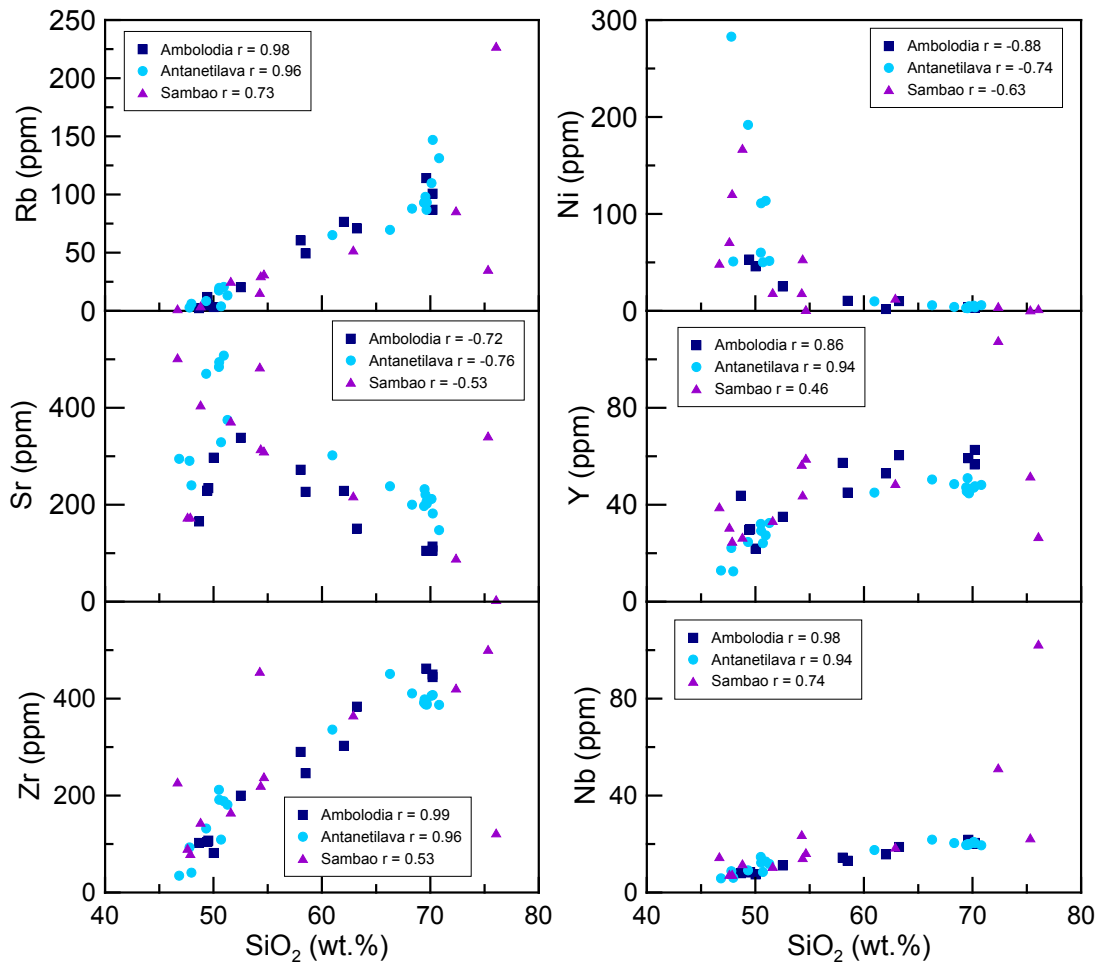 250
200
150
100
50
0
Rb (ppm)
Ambolodia r = 0.98
Antanetilava r = 0.96
Sambao r = 0.73
300
200
100
0
Ni (ppm)
Ambolodia r = -0.88
Antanetilava r = -0.74
Sambao r = -0.63
400
200
0
Sr (ppm)
Ambolodia r = -0.72
Antanetilava r = -0.76
Sambao r = -0.53
80
40
0
Y (ppm)
Ambolodia r = 0.86
Antanetilava r = 0.94
Sambao r = 0.46
400
200
0
Zr (ppm)
Ambolodia r = 0.99
Antanetilava r = 0.96
Sambao r = 0.53
40 50 60 70 80
SiO₂ (wt.%)
80
40
0
Nb (ppm)
Ambolodia r = 0.98
Antanetilava r = 0.94
Sambao r = 0.74
40 50 60 70 80
SiO₂ (wt.%)